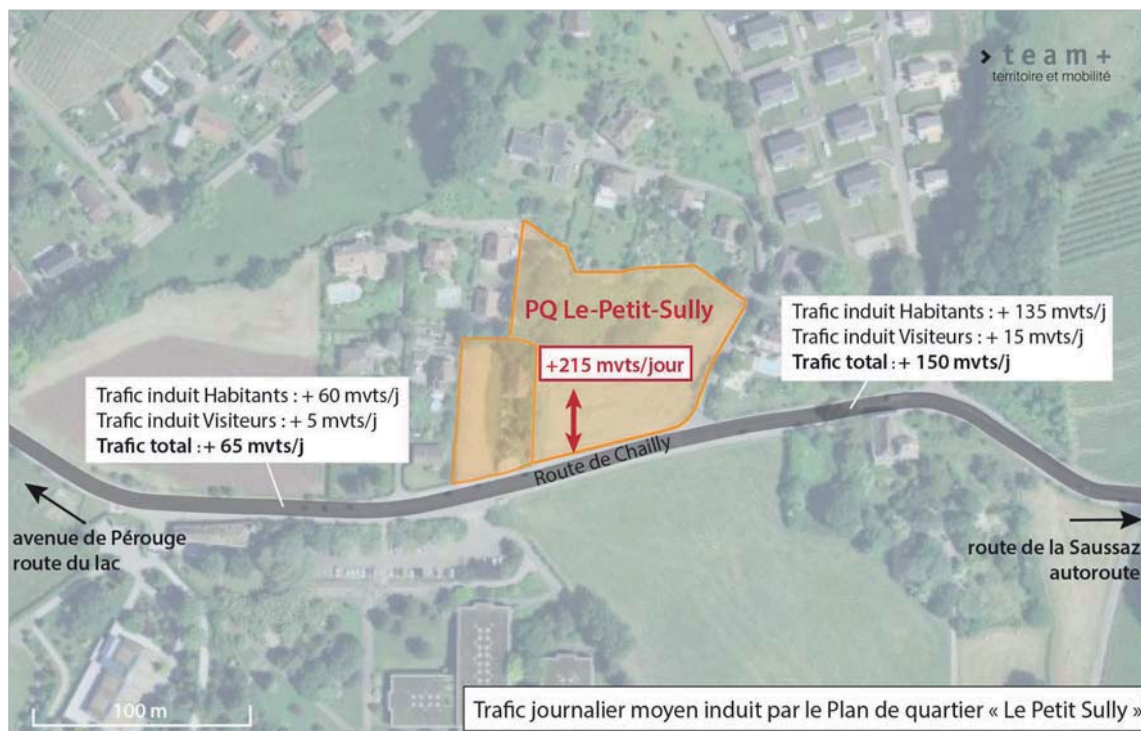 > team+
territoire et mobilité
PQ Le-Petit-Sully
+215 mvts/jour
Trafic induit Habitants : + 135 mvts/j
Trafic induit Visiteurs : + 15 mvts/j
Trafic total : + 150 mvts/j
Trafic induit Habitants : + 60 mvts/j
Trafic induit Visiteurs : + 5 mvts/j
Trafic total : + 65 mvts/j
Route de Chailly
avenue de Pérouge
route du lac
route de la Saussaz
autoroute
100 m
Trafic journalier moyen induit par le Plan de quartier « Le Petit Sully »